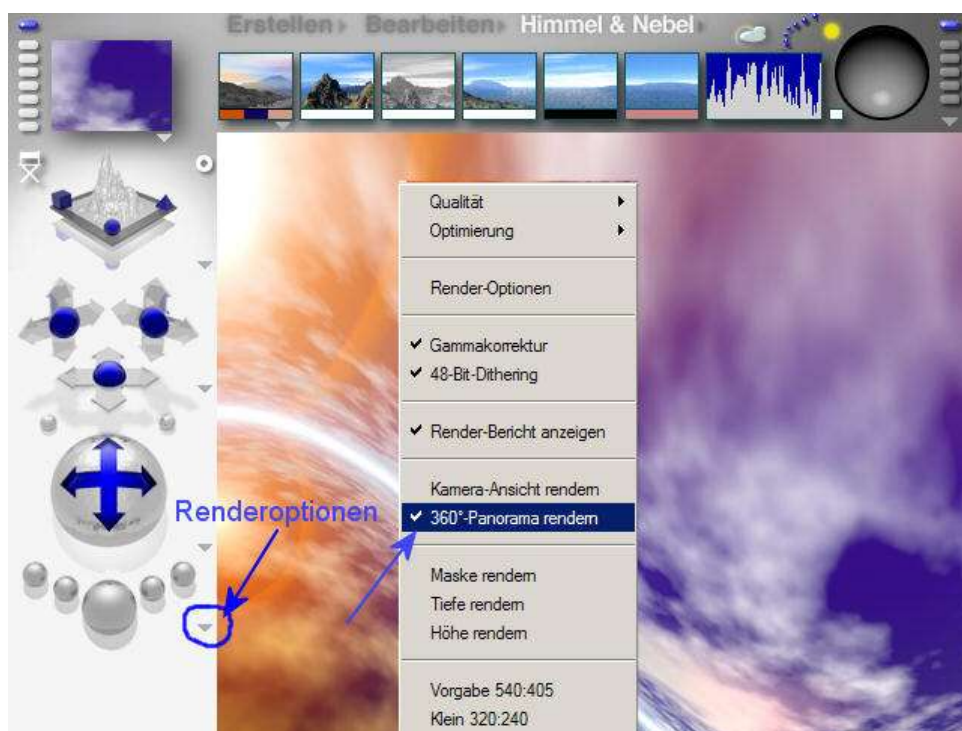 Erstellen Bearbeiten Himmel & Nebel
Qualität
Optimierung
Render-Optionen
Gammakorrektur
48-Bit-Dithering
Render-Bericht anzeigen
Kamera-Ansicht rendern
360°-Panorama rendern
Renderoptionen
Maske rendern
Tiefe rendern
Höhe rendern
Vorgabe 540:405
Klein 320:240